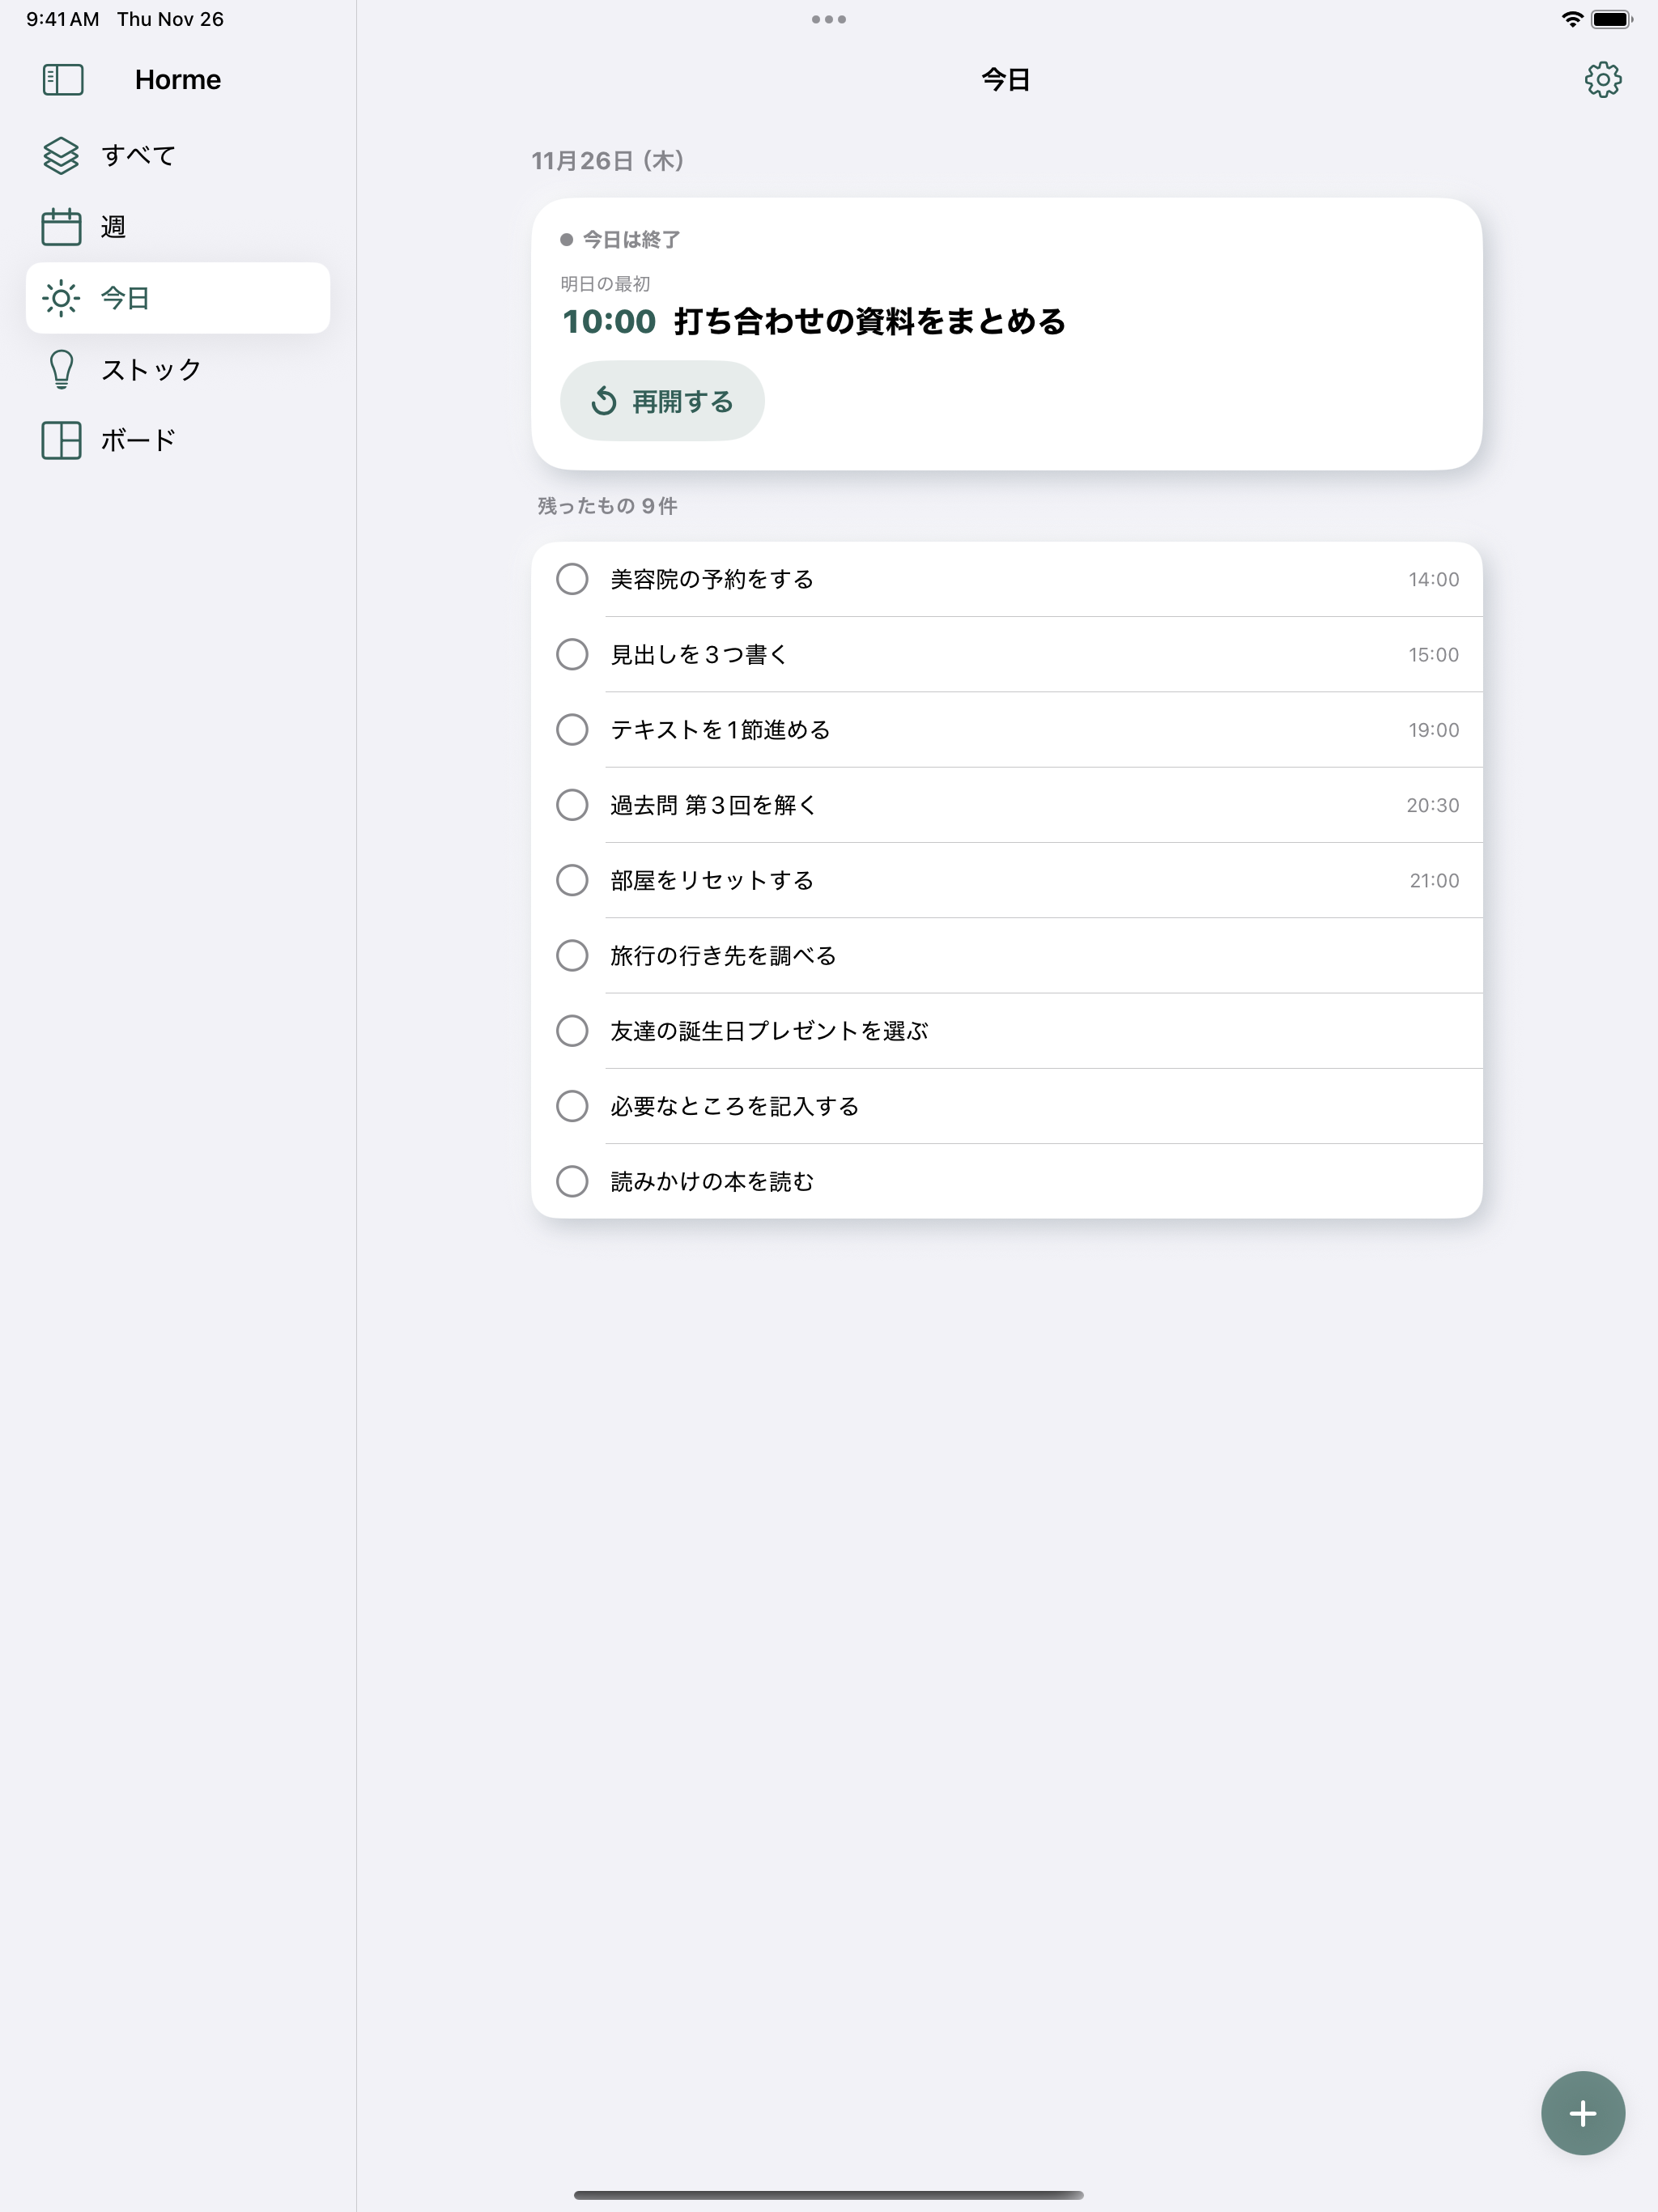 9:41 AM Thu Nov 26
Horme
すべて
週
今日
ストック
ボード
今日
11月26日（木）
今日は終了
明日の最初
10:00 打ち合わせの資料をまとめる
再開する
残ったもの 9件
美容院の予約をする 14:00
見出しを3つ書く 15:00
テキストを1節進める 19:00
過去問 第3回を解く 20:30
部屋をリセットする 21:00
旅行の行き先を調べる
友達の誕生日プレゼントを選ぶ
必要なところを記入する
読みかけの本を読む